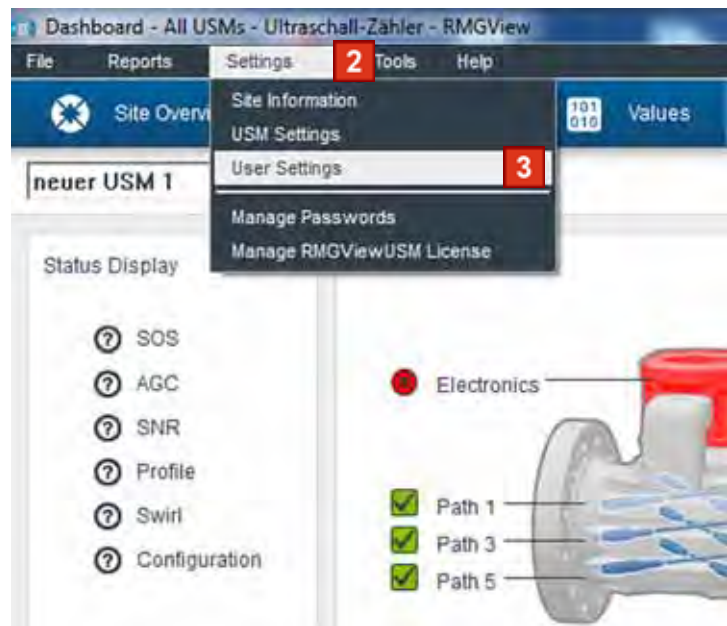 Dashboard - All USMs - Ultraschall-Zähler - RMGView
File Reports Settings 2 Tools Help
Site Overvi
Site Information
101 010 Values
USM Settings
User Settings 3
neuer USM 1
Manage Passwords
Manage RMGViewUSM License
Status Display
? SOS
? AGC
Electronics
? SNR
? Profile
? Swirl
Path 1
? Configuration
Path 3
Path 5